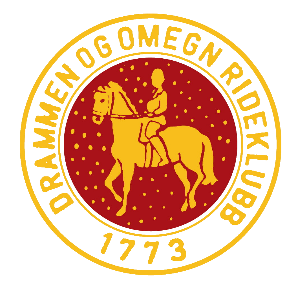 DRAMMEN OG OMEGN RIDEKLUBB
1773